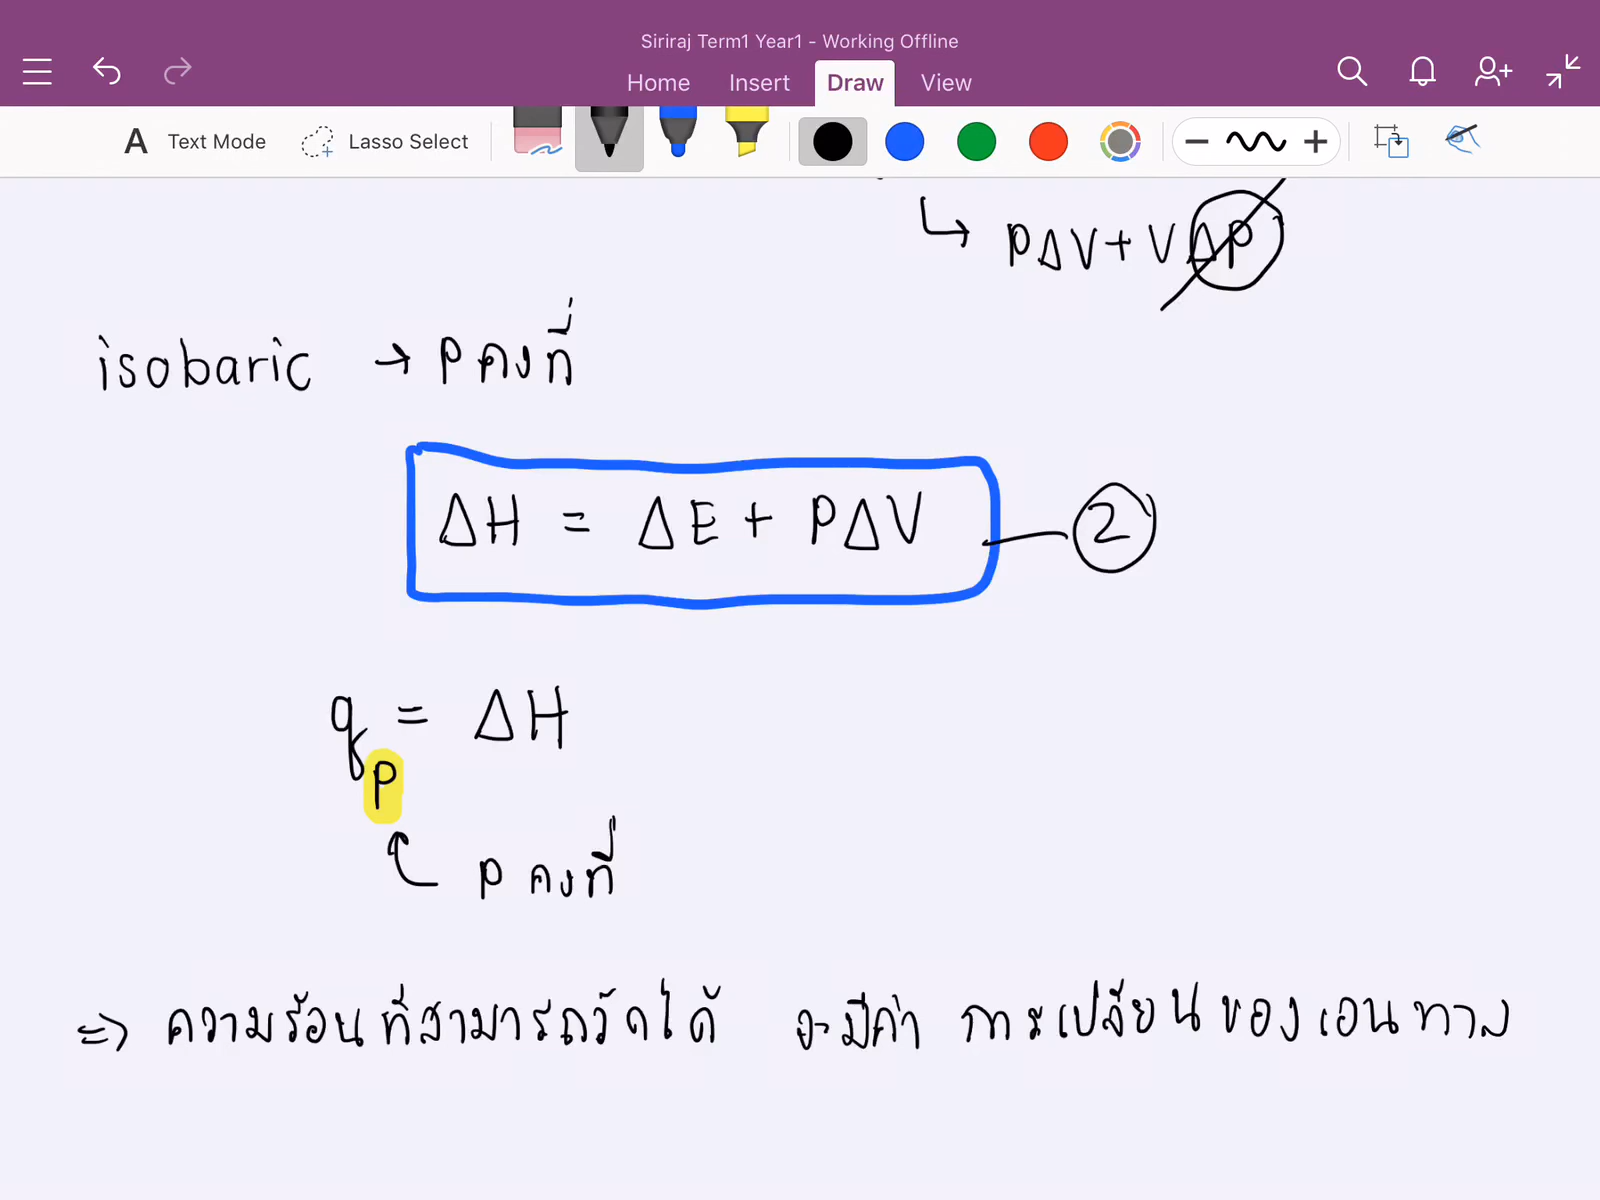 Siriraj Term1 Year1 - Working Offline
Home Insert Draw View
A Text Mode Lasso Select
↳ PΔV + VΔP
isobaric → P คงที่
ΔH = ΔE + PΔV — 2
qp = ΔH
P คงที่
⇒ ความร้อนที่สามารถวัดได้ จะมีค่า การเปลี่ยนของเอนทาล